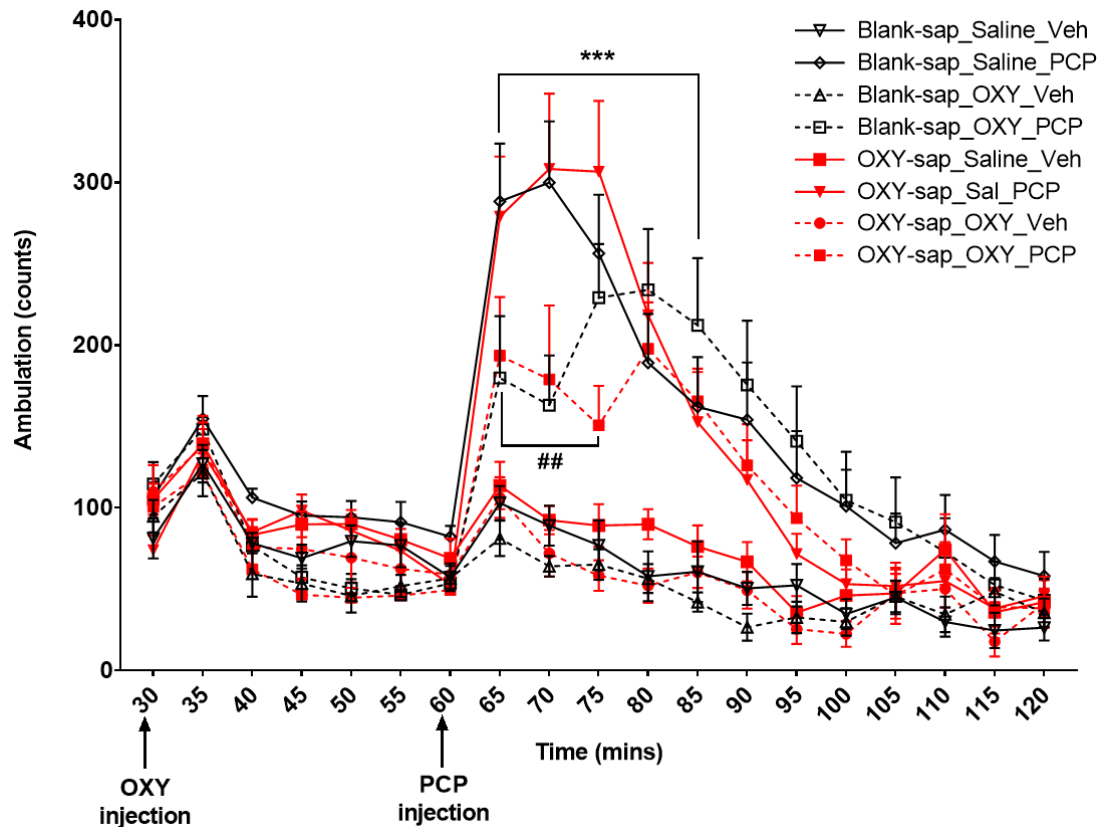 400
300
200
100
0
Ambulation (counts)
***
##
Blank-sap_Saline_Veh
Blank-sap_Saline_PCP
Blank-sap_OXY_Veh
Blank-sap_OXY_PCP
OXY-sap_Saline_Veh
OXY-sap_Sal_PCP
OXY-sap_OXY_Veh
OXY-sap_OXY_PCP
30 35 40 45 50 55 60 65 70 75 80 85 90 95 100 105 110 115 120
Time (mins)
OXY
injection
PCP
injection